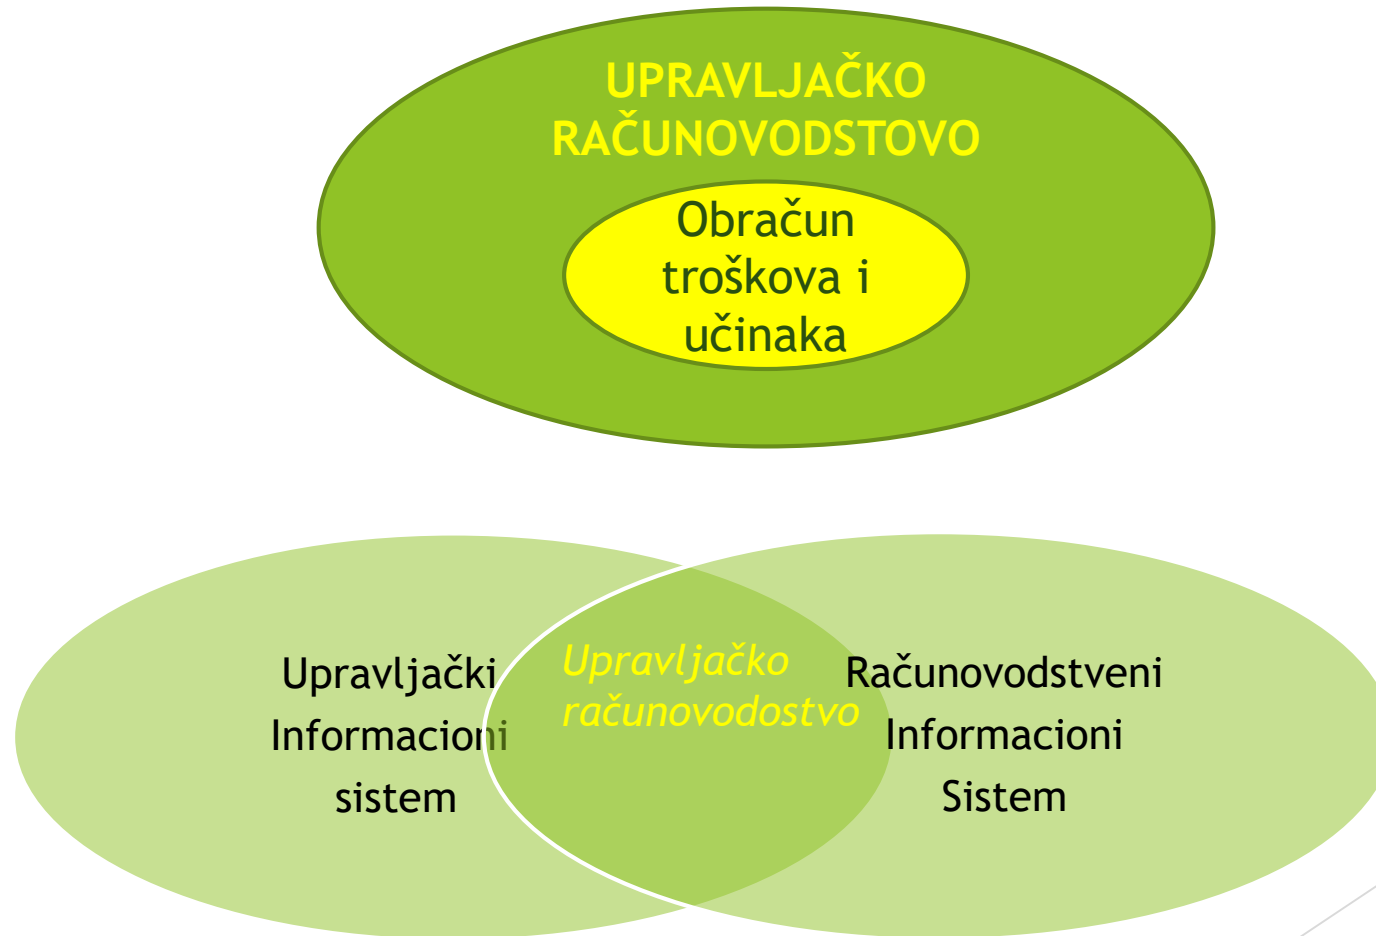 UPRAVLJAČKO
RAČUNOVODSTOVO
Obračun
troškova i
učinaka
Upravljački
Informacioni
sistem
Upravljačko
računovodostvo
Računovodstveni
Informacioni
Sistem